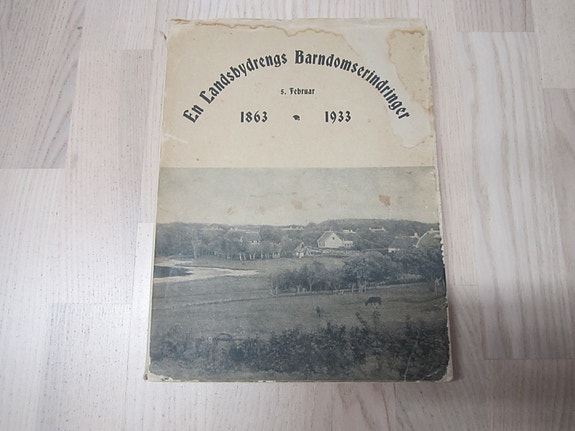 En Landsbydrengs Barndomserindringer
5. Februar
1863 1933